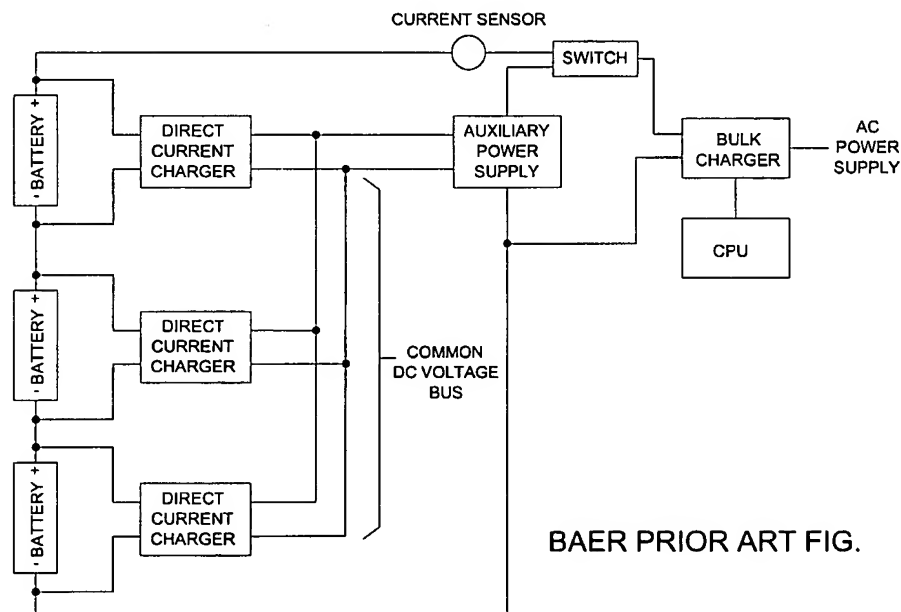 CURRENT SENSOR
SWITCH
- BATTERY +
DIRECT
CURRENT
CHARGER
AUXILIARY
POWER
SUPPLY
BULK
CHARGER
AC
POWER
SUPPLY
CPU
- BATTERY +
DIRECT
CURRENT
CHARGER
COMMON
DC VOLTAGE
BUS
- BATTERY +
DIRECT
CURRENT
CHARGER
BAER PRIOR ART FIG.